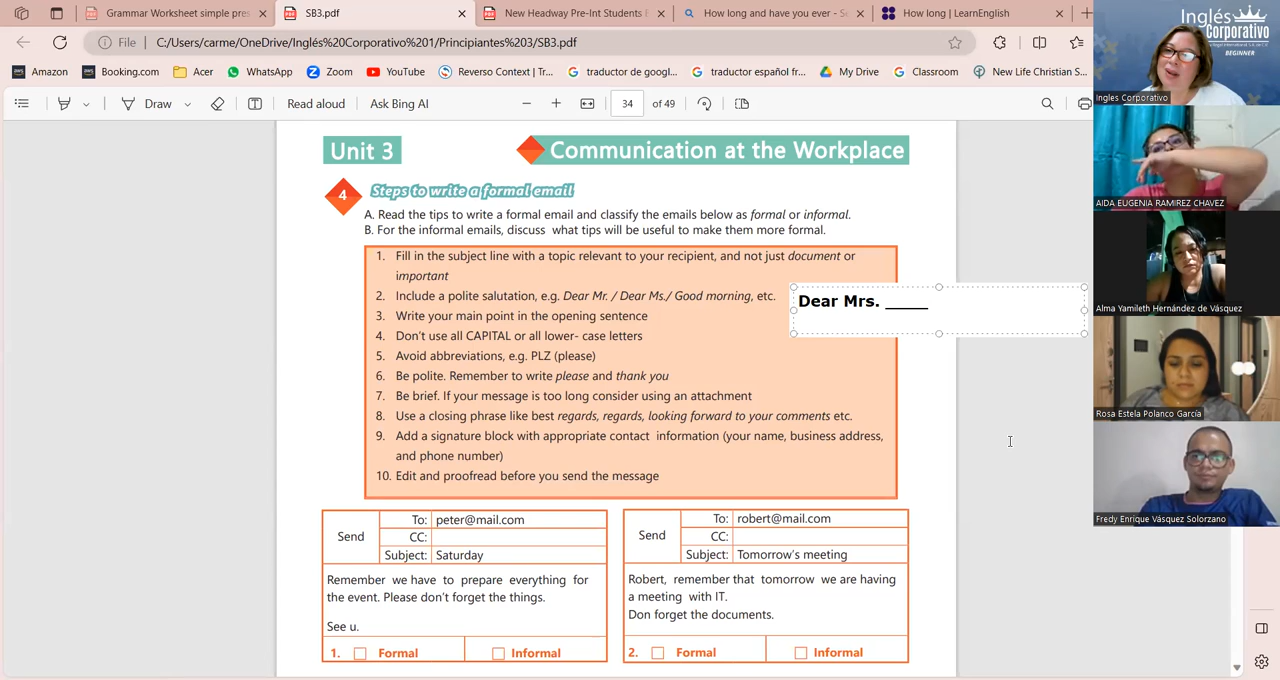 Grammar Worksheet simple pres
SB3.pdf
New Headway Pre-Int Students
How long and have you ever - Se
How long | LearnEnglish
File
C:/Users/carme/OneDrive/Inglés%20Corporativo%201/Principiantes%203/SB3.pdf
Amazon
Booking.com
Acer
WhatsApp
Zoom
YouTube
Reverso Context | Tr...
traductor de googl...
traductor español fr...
My Drive
Classroom
New Life Christian S...
Draw
Read aloud
Ask Bing AI
34
of 49
Unit 3
Communication at the Workplace
4
Steps to write a formal email
A. Read the tips to write a formal email and classify the emails below as formal or informal.
B. For the informal emails, discuss what tips will be useful to make them more formal.
1. Fill in the subject line with a topic relevant to your recipient, and not just document or
important
2. Include a polite salutation, e.g. Dear Mr. / Dear Ms./ Good morning, etc.
Dear Mrs. _____
3. Write your main point in the opening sentence
4. Don't use all CAPITAL or all lower- case letters
5. Avoid abbreviations, e.g. PLZ (please)
6. Be polite. Remember to write please and thank you
7. Be brief. If your message is too long consider using an attachment
8. Use a closing phrase like best regards, regards, looking forward to your comments etc.
9. Add a signature block with appropriate contact information (your name, business address,
and phone number)
10. Edit and proofread before you send the message
Send
To: peter@mail.com
CC:
Subject: Saturday
Remember we have to prepare everything for
the event. Please don't forget the things.
See u.
1. Formal
Informal
Send
To: robert@mail.com
CC:
Subject: Tomorrow's meeting
Robert, remember that tomorrow we are having
a meeting with IT.
Don forget the documents.
2. Formal
Informal
Inglés
Corporativo
BEGINNER
Ingles Corporativo
AIDA EUGENIA RAMIREZ CHAVEZ
Alma Yamileth Hernández de Vásquez
Rosa Estela Polanco García
Fredy Enrique Vásquez Solorzano